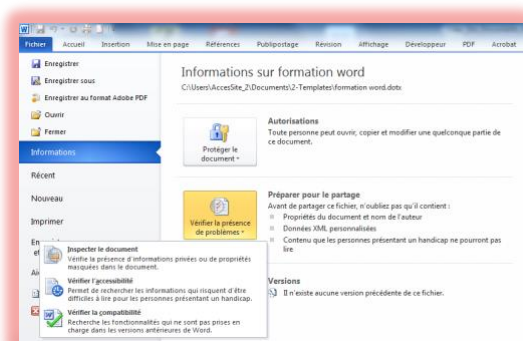 Fichier Accueil Insertion Mise en page Références Publipostage Révision Affichage Développeur PDF Acrobat
Enregistrer
Enregistrer sous
Enregistrer au format Adobe PDF
Ouvrir
Fermer
Informations
Récent
Nouveau
Imprimer
Informations sur formation word
C:\Users\AccesSite_2\Documents\2-Templates\formation word.dotx
Protéger le
document
Autorisations
Toute personne peut ouvrir, copier et modifier une quelconque partie de
ce document.
Vérifier la présence
de problèmes
Préparer pour le partage
Avant de partager ce fichier, n'oubliez pas qu'il contient :
Propriétés du document et nom de l'auteur
Données XML personnalisées
Contenu que les personnes présentant un handicap ne pourront pas
lire
Inspecter le document
Vérifie la présence d'informations privées ou de propriétés
masquées dans le document.
Vérifier l'accessibilité
Permet de rechercher les informations qui risquent d'être
difficiles à lire pour les personnes présentant un handicap.
Vérifier la compatibilité
Recherche les fonctionnalités qui ne sont pas prises en
charge dans les versions antérieures de Word.
Versions
Il n'existe aucune version précédente de ce fichier.